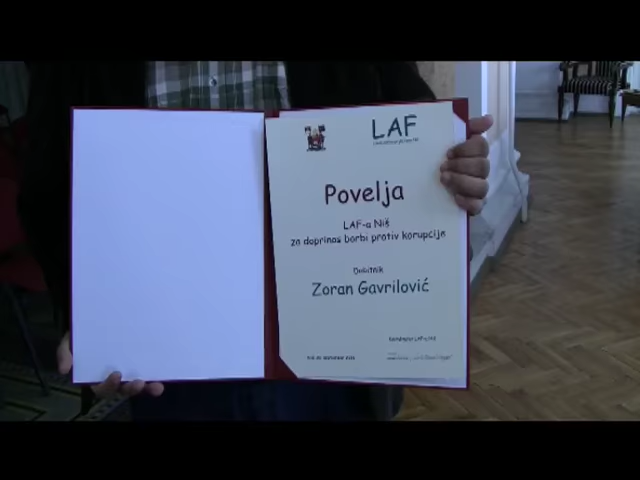 LAF
Povelja
LAF-a Niš
za doprinos borbi protiv korupcije
Dobitnik
Zoran Gavrilović